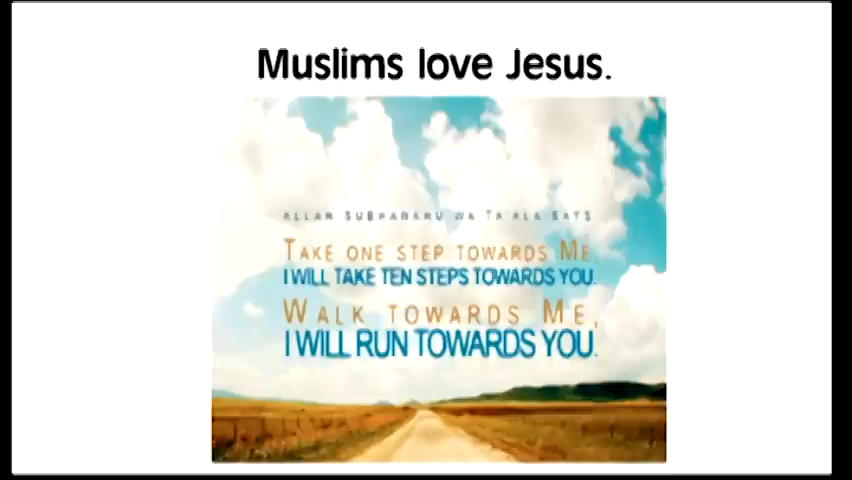 Muslims love Jesus.
ALLAH SUBHANAHU WA TA'ALA SAYS
TAKE ONE STEP TOWARDS ME
I WILL TAKE TEN STEPS TOWARDS YOU.
WALK TOWARDS ME,
I WILL RUN TOWARDS YOU.